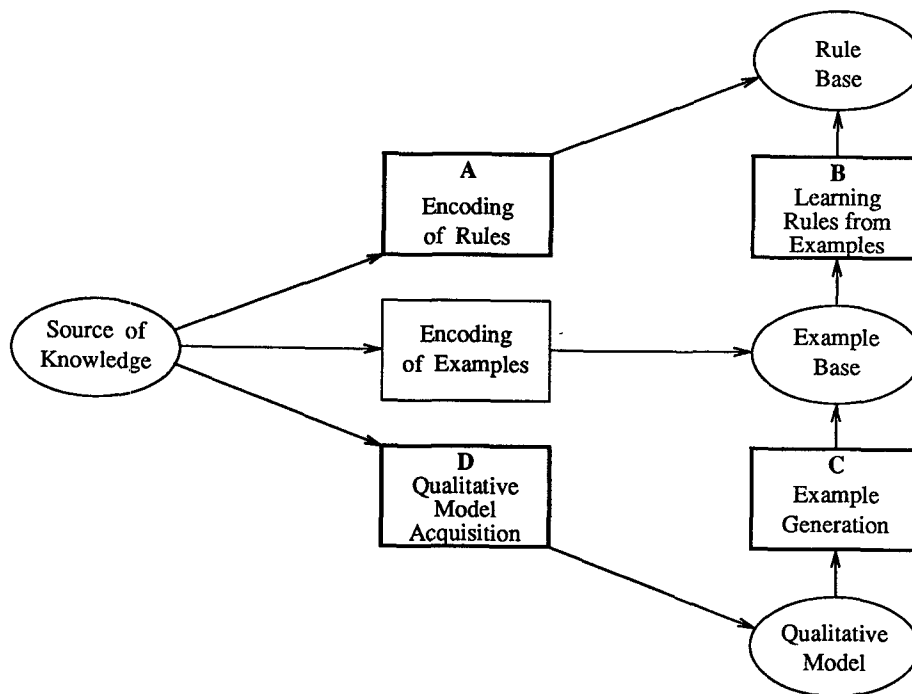 Rule
Base
A
Encoding
of Rules
B
Learning
Rules from
Examples
Source of
Knowledge
Encoding
of Examples
Example
Base
D
Qualitative
Model
Acquisition
C
Example
Generation
Qualitative
Model